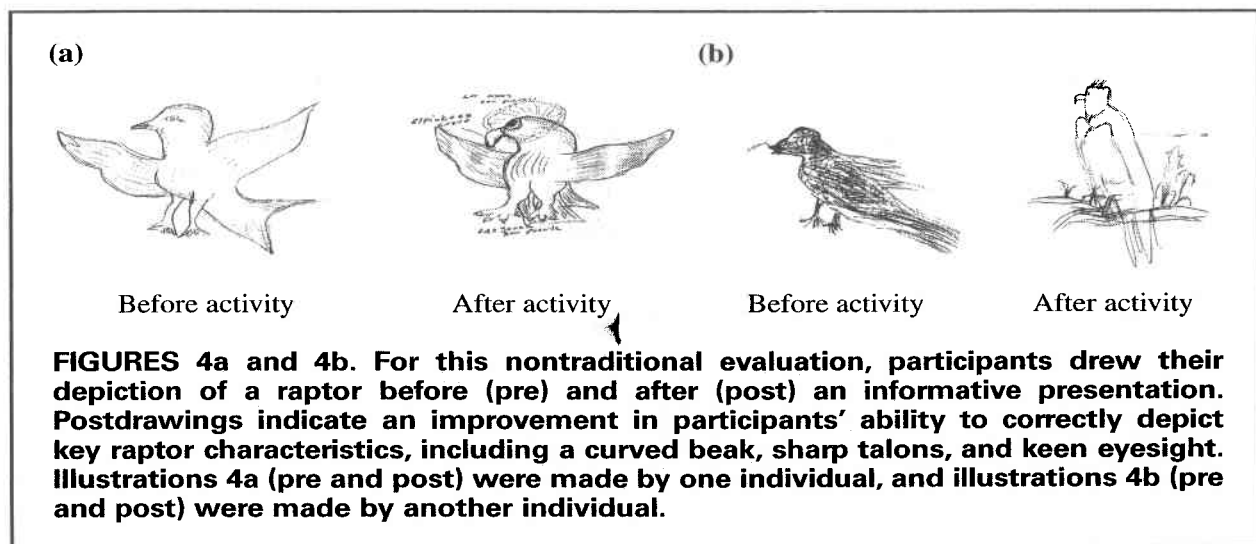 (a)
(b)
Before activity
After activity
Before activity
After activity
FIGURES 4a and 4b. For this nontraditional evaluation, participants drew their
depiction of a raptor before (pre) and after (post) an informative presentation.
Postdrawings indicate an improvement in participants' ability to correctly depict
key raptor characteristics, including a curved beak, sharp talons, and keen eyesight.
Illustrations 4a (pre and post) were made by one individual, and illustrations 4b (pre
and post) were made by another individual.